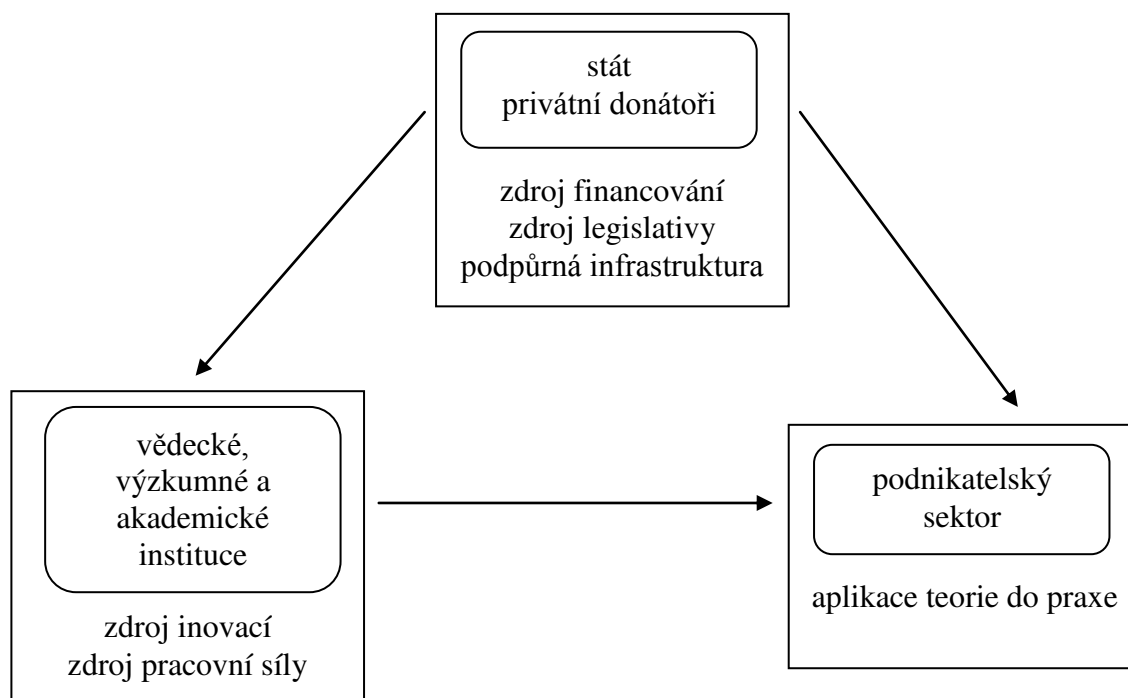 stát
privátní donátoři
zdroj financování
zdroj legislativy
podpůrná infrastruktura
vědecké,
výzkumné a
akademické
instituce
zdroj inovací
zdroj pracovní síly
podnikatelský
sektor
aplikace teorie do praxe